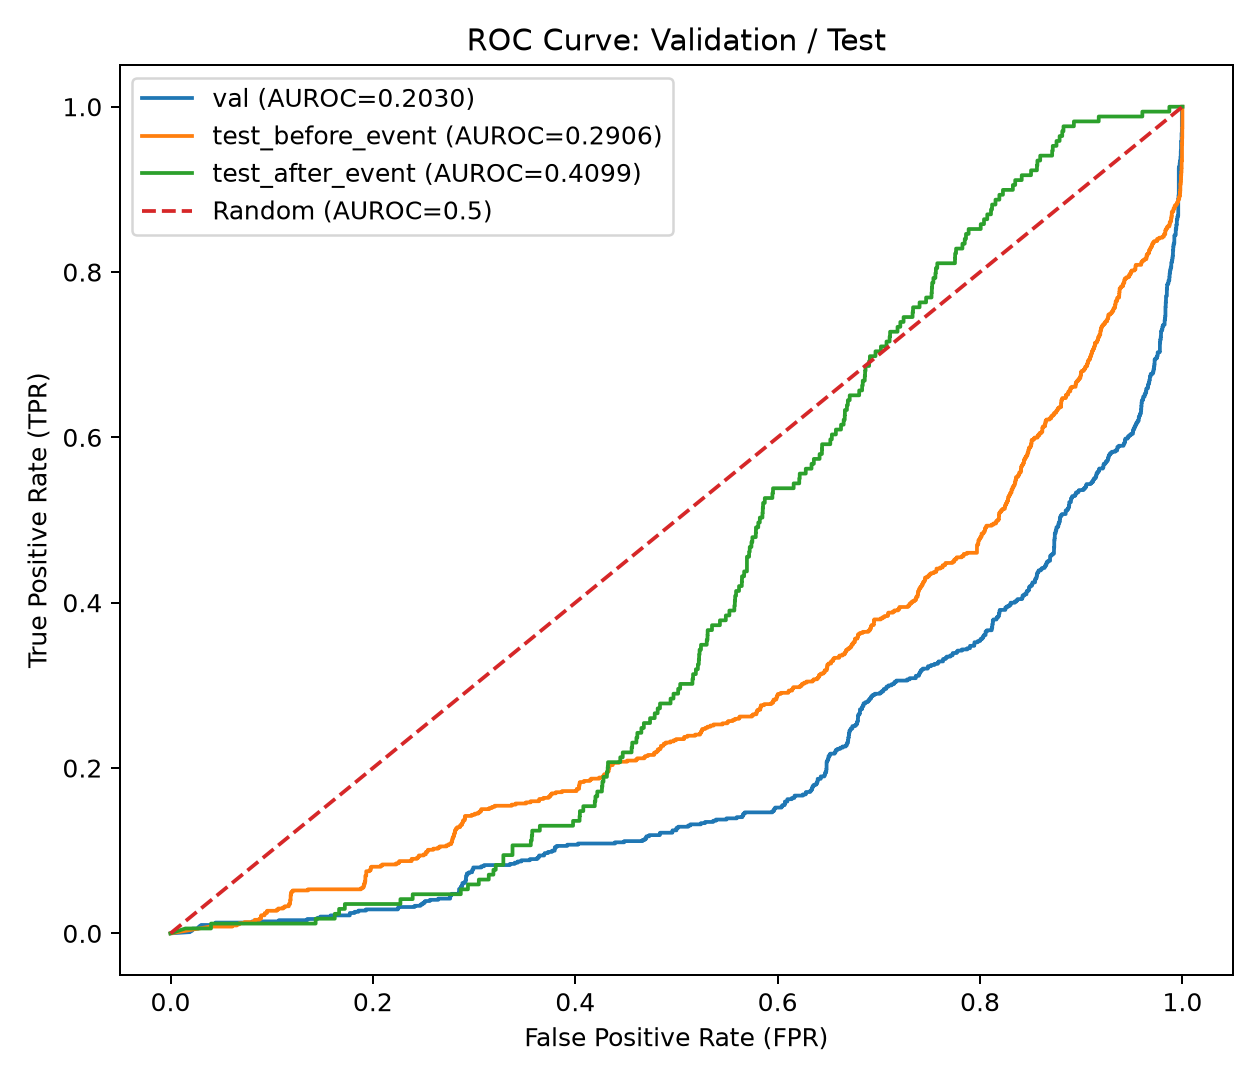 ROC Curve: Validation / Test
val (AUROC=0.2030)
test_before_event (AUROC=0.2906)
test_after_event (AUROC=0.4099)
Random (AUROC=0.5)
True Positive Rate (TPR)
1.0
0.8
0.6
0.4
0.2
0.0
0.0 0.2 0.4 0.6 0.8 1.0
False Positive Rate (FPR)